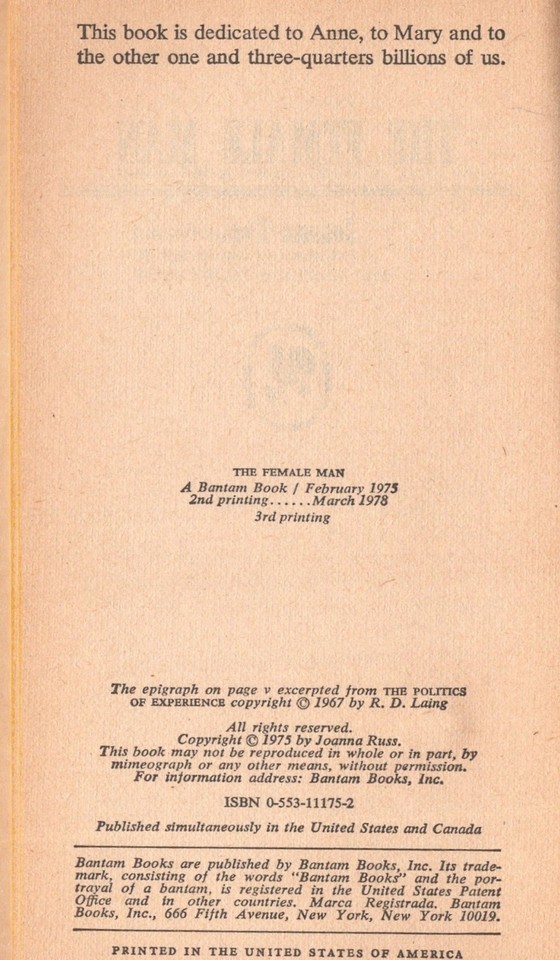 This book is dedicated to Anne, to Mary and to
the other one and three-quarters billions of us.
THE FEMALE MAN
A Bantam Book / February 1975
2nd printing......March 1978
3rd printing
The epigraph on page v excerpted from THE POLITICS
OF EXPERIENCE copyright © 1967 by R. D. Laing
All rights reserved.
Copyright © 1975 by Joanna Russ.
This book may not be reproduced in whole or in part, by
mimeograph or any other means, without permission.
For information address: Bantam Books, Inc.
ISBN 0-553-11175-2
Published simultaneously in the United States and Canada
Bantam Books are published by Bantam Books, Inc. Its trade-
mark, consisting of the words "Bantam Books" and the por-
trayal of a bantam, is registered in the United States Patent
Office and in other countries. Marca Registrada. Bantam
Books, Inc., 666 Fifth Avenue, New York, New York 10019.
PRINTED IN THE UNITED STATES OF AMERICA